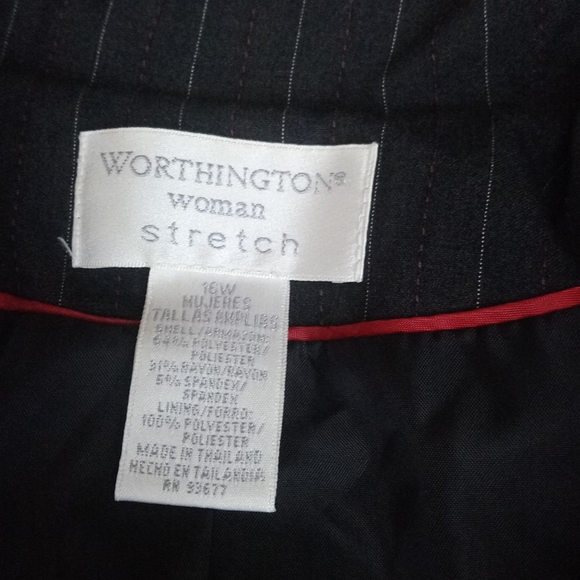 WORTHINGTON®
woman
stretch
16W
MUJERES
TALLAS AMPLIAS
SHELL/ARMAZON:
64% POLYESTER/
POLIESTER
31% RAYON/RAYON
5% SPANDEX/
SPANDEX
LINING/FORRO:
100% POLYESTER/
POLIESTER
MADE IN THAILAND
HECHO EN TAILANDIA
RN 93677